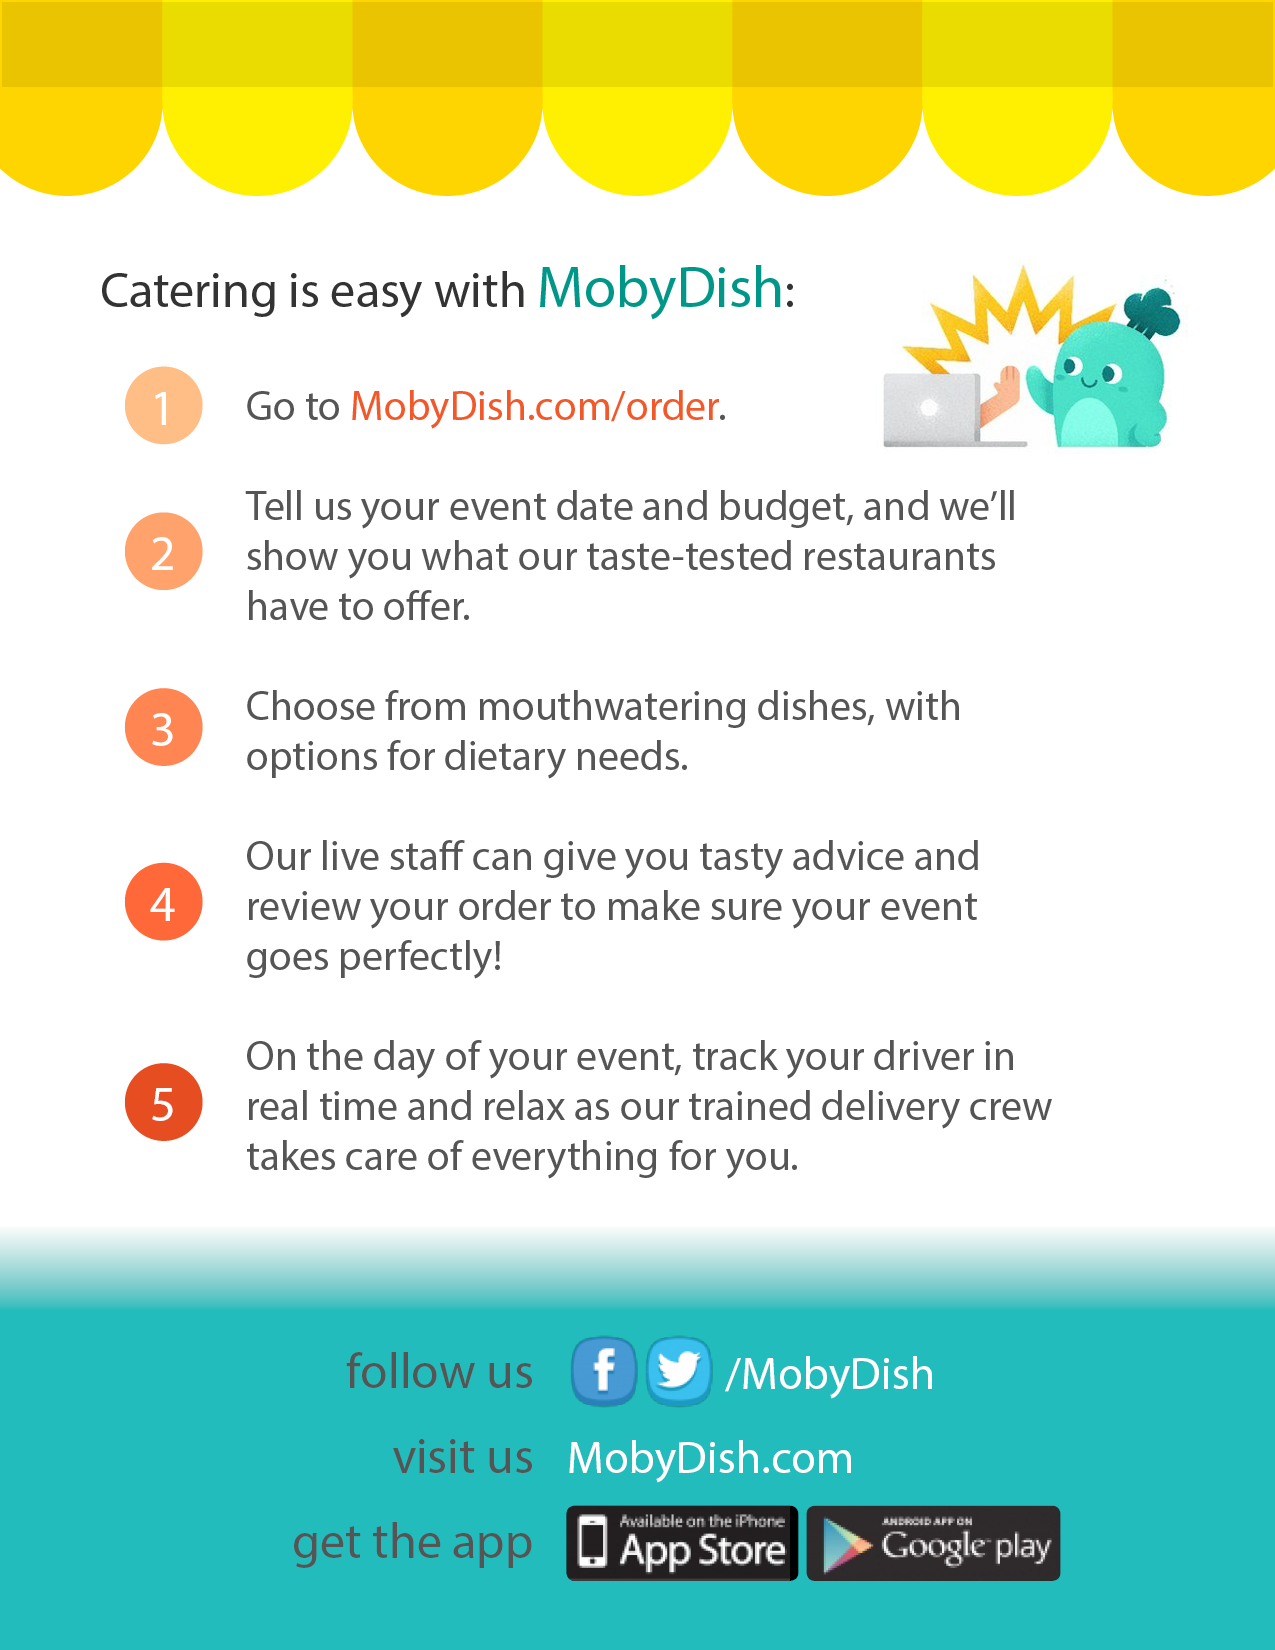 Catering is easy with MobyDish:
1 Go to MobyDish.com/order.
Tell us your event date and budget, and we’ll
2 show you what our taste-tested restaurants
have to offer.
Choose from mouthwatering dishes, with
3 options for dietary needs.
Our live staff can give you tasty advice and
4 review your order to make sure your event
goes perfectly!
On the day of your event, track your driver in
5 real time and relax as our trained delivery crew
takes care of everything for you.
follow us f /MobyDish
visit us MobyDish.com
get the app
Available on the iPhone
App Store
ANDROID APP ON
Google play